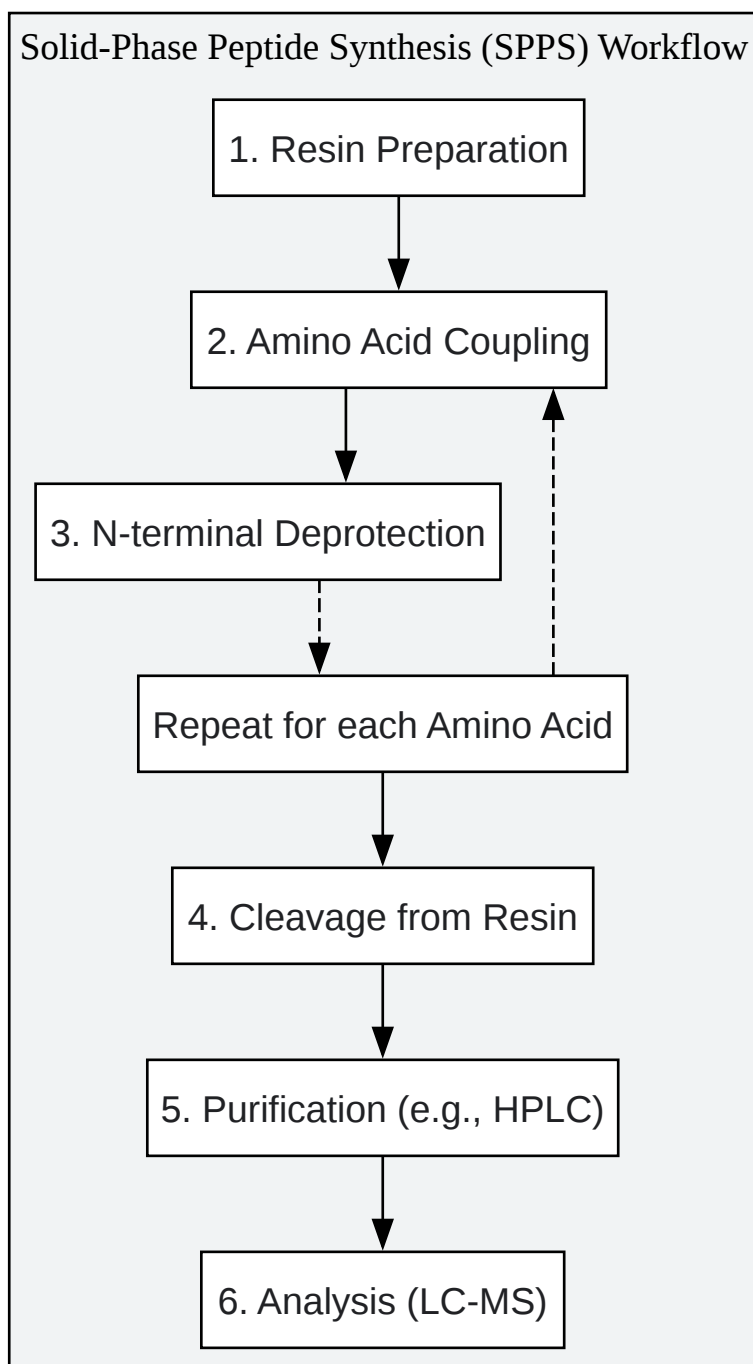 Solid-Phase Peptide Synthesis (SPPS) Workflow
1. Resin Preparation
2. Amino Acid Coupling
3. N-terminal Deprotection
Repeat for each Amino Acid
4. Cleavage from Resin
5. Purification (e.g., HPLC)
6. Analysis (LC-MS)